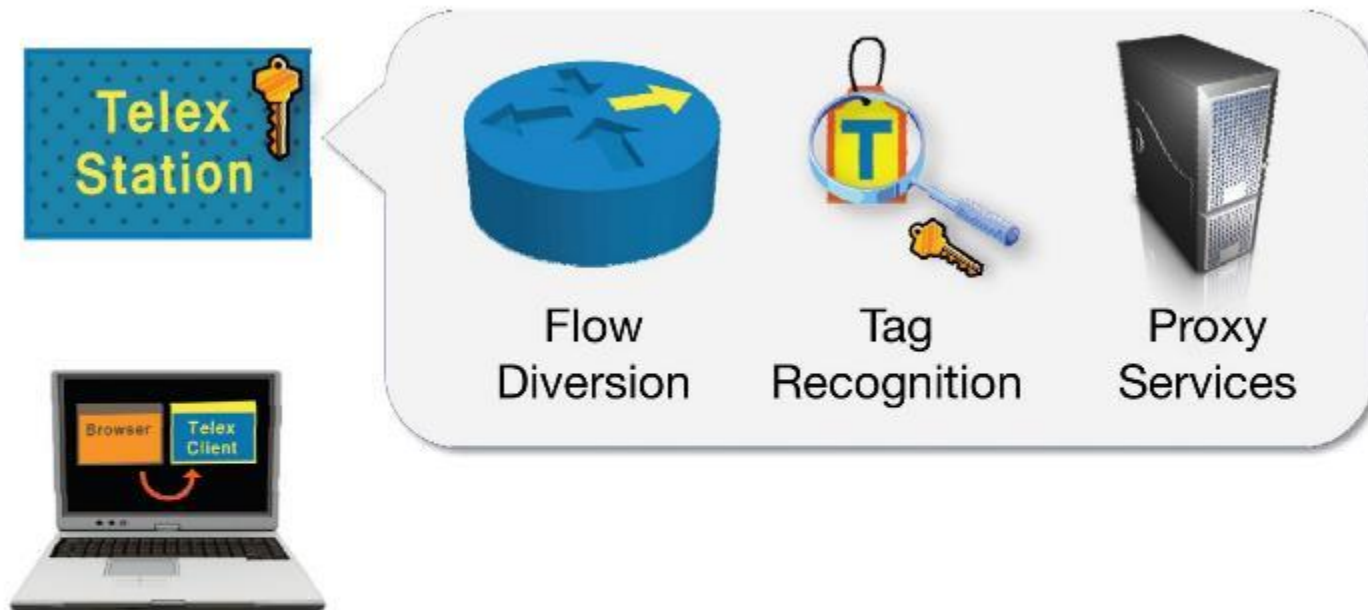 Telex
Station
T
Flow
Diversion
Tag
Recognition
Proxy
Services
Browser
Telex
Client